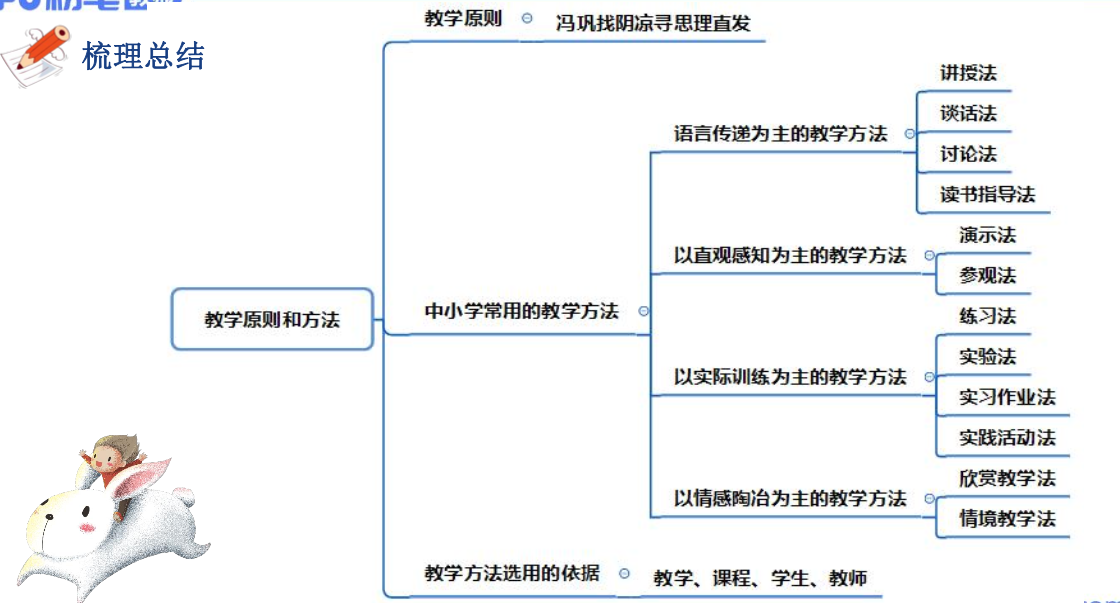 梳理总结
教学原则
冯巩找阴凉寻思理直发
讲授法
谈话法
语言传递为主的教学方法
讨论法
读书指导法
演示法
以直观感知为主的教学方法
参观法
教学原则和方法
中小学常用的教学方法
练习法
实验法
以实际训练为主的教学方法
实习作业法
实践活动法
欣赏教学法
以情感陶冶为主的教学方法
情境教学法
教学方法选用的依据
教学、课程、学生、教师